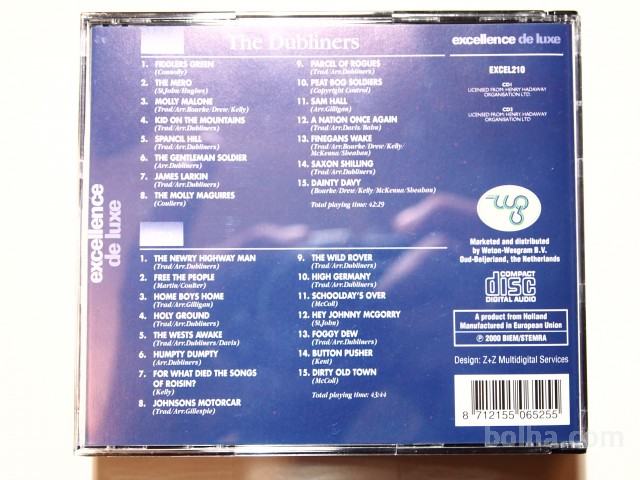 The Dubliners
excellence de luxe
1. FIDDLERS GREEN
(Connolly)
2. THE MERO
(St.John/Hughes)
3. MOLLY MALONE
(Trad/Arr.Bourke/Drew/Kelly)
4. KID ON THE MOUNTAINS
(Trad/Arr.Dubliners)
5. SPANCIL HILL
(Trad/Arr.Dubliners)
6. THE GENTLEMAN SOLDIER
(Arr.Dubliners)
7. JAMES LARKIN
(Trad/Arr.Dubliners)
8. THE MOLLY MAGUIRES
(Couliers)
9. PARCEL OF ROGUES
(Trad/Arr.Dubliners)
10. PEAT BOG SOLDIERS
(Copyright Control)
11. SAM HALL
(Arr.Gilligan)
12. A NATION ONCE AGAIN
(Trad/Arr.Davis/Bahn)
13. FINEGANS WAKE
(Trad/Arr.Bourke/Drew/Kelly/
McKenna/Sheahan)
14. SAXON SHILLING
(Trad/Arr.Dubliners)
15. DAINTY DAVY
(Bourke/Drew/Kelly/McKenna/Sheahan)
Total playing time: 42:29
1. THE NEWRY HIGHWAY MAN
(Trad/Arr.Dubliners)
2. FREE THE PEOPLE
(Martin/Coulter)
3. HOME BOYS HOME
(Trad/Arr.Gilligan)
4. HOLY GROUND
(Trad/Arr.Dubliners)
5. THE WESTS AWAKE
(Trad/Arr.Dubliners/Davis)
6. HUMPTY DUMPTY
(Arr.Dubliners)
7. FOR WHAT DIED THE SONGS
OF ROISIN?
(Kelly)
8. JOHNSONS MOTORCAR
(Trad/Arr.Gillespie)
9. THE WILD ROVER
(Trad/Arr.Dubliners)
10. HIGH GERMANY
(Trad/Arr.Dubliners)
11. SCHOOLDAY'S OVER
(McColl)
12. HEY JOHNNY MCGORRY
(St.John)
13. FOGGY DEW
(Trad/Arr.Dubliners)
14. BUTTON PUSHER
(Kent)
15. DIRTY OLD TOWN
(McColl)
Total playing time: 43:44
excellence
de luxe
EXCEL210
CD1
LICENSED FROM HENRY HADAWAY
ORGANISATION LTD.
CD2
LICENSED FROM HENRY HADAWAY
ORGANISATION LTD.
Marketed and distributed
by Weton-Wesgram B.V.
Oud-Beijerland, the Netherlands
COMPACT
disc
DIGITAL AUDIO
A product from Holland
Manufactured in European Union
℗ 2000 BIEM/STEMRA
Design: Z+Z Multidigital Services
8 712155 065255
bolha.com